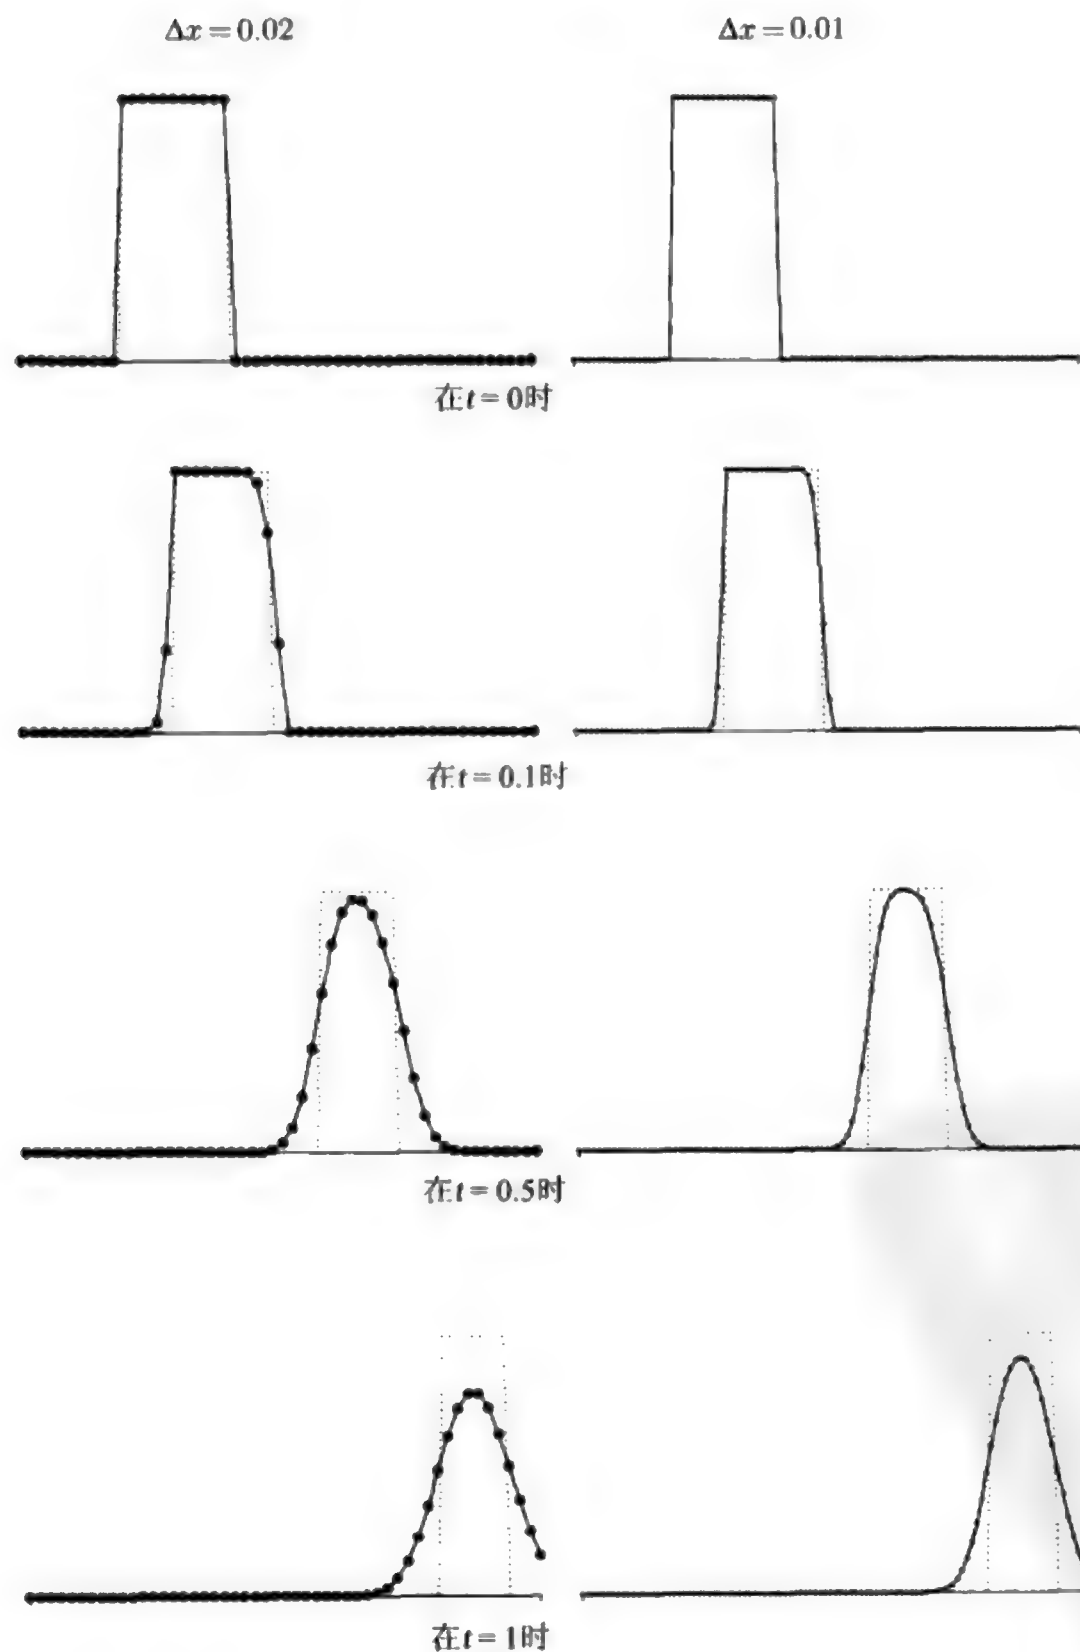 Δx = 0.02
Δx = 0.01
在t = 0时
在t = 0.1时
在t = 0.5时
在t = 1时